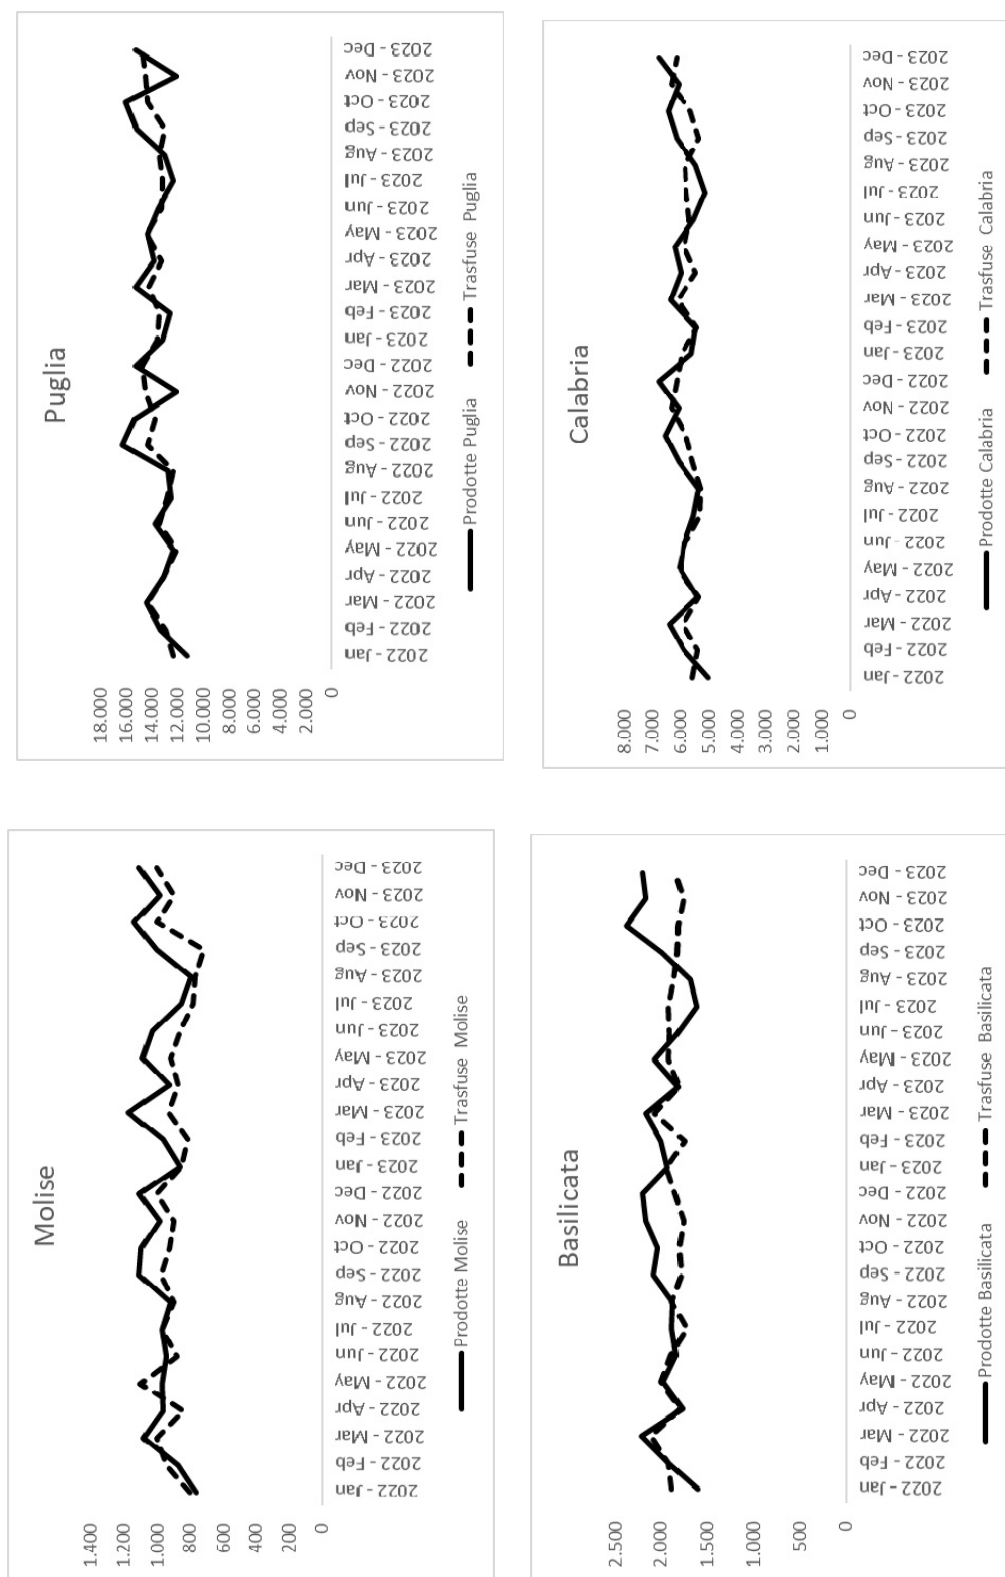 Molise
1.400
1.200
1.000
800
600
400
200
0
2022 - Jan
2022 - Feb
2022 - Mar
2022 - Apr
2022 - May
2022 - Jun
2022 - Jul
2022 - Aug
2022 - Sep
2022 - Oct
2022 - Nov
2022 - Dec
2023 - Jan
2023 - Feb
2023 - Mar
2023 - Apr
2023 - May
2023 - Jun
2023 - Jul
2023 - Aug
2023 - Sep
2023 - Oct
2023 - Nov
2023 - Dec
Prodotte Molise Trasfuse Molise
Puglia
18.000
16.000
14.000
12.000
10.000
8.000
6.000
4.000
2.000
0
2022 - Jan
2022 - Feb
2022 - Mar
2022 - Apr
2022 - May
2022 - Jun
2022 - Jul
2022 - Aug
2022 - Sep
2022 - Oct
2022 - Nov
2022 - Dec
2023 - Jan
2023 - Feb
2023 - Mar
2023 - Apr
2023 - May
2023 - Jun
2023 - Jul
2023 - Aug
2023 - Sep
2023 - Oct
2023 - Nov
2023 - Dec
Prodotte Puglia Trasfuse Puglia
Basilicata
2.500
2.000
1.500
1.000
500
0
2022 - Jan
2022 - Feb
2022 - Mar
2022 - Apr
2022 - May
2022 - Jun
2022 - Jul
2022 - Aug
2022 - Sep
2022 - Oct
2022 - Nov
2022 - Dec
2023 - Jan
2023 - Feb
2023 - Mar
2023 - Apr
2023 - May
2023 - Jun
2023 - Jul
2023 - Aug
2023 - Sep
2023 - Oct
2023 - Nov
2023 - Dec
Prodotte Basilicata Trasfuse Basilicata
Calabria
8.000
7.000
6.000
5.000
4.000
3.000
2.000
1.000
0
2022 - Jan
2022 - Feb
2022 - Mar
2022 - Apr
2022 - May
2022 - Jun
2022 - Jul
2022 - Aug
2022 - Sep
2022 - Oct
2022 - Nov
2022 - Dec
2023 - Jan
2023 - Feb
2023 - Mar
2023 - Apr
2023 - May
2023 - Jun
2023 - Jul
2023 - Aug
2023 - Sep
2023 - Oct
2023 - Nov
2023 - Dec
Prodotte Calabria Trasfuse Calabria